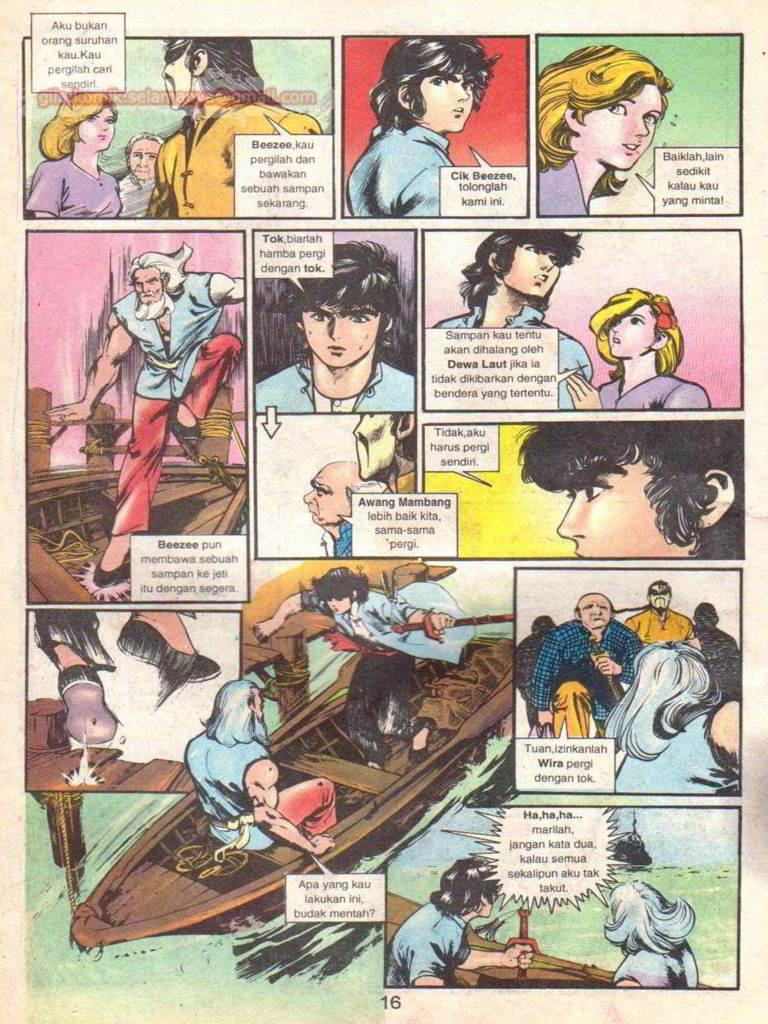 Aku bukan
orang suruhan
kau.Kau
pergilah cari
sendiri.
Beezee,kau
pergilah dan
bawakan
sebuah sampan
sekarang.
Cik Beezee,
tolonglah
kami ini.
Baiklah,lain
sedikit
kalau kau
yang minta!
Beezee pun
membawa sebuah
sampan ke jeti
itu dengan segera.
Tok,biarlah
hamba pergi
dengan tok.
Sampan kau tentu
akan dihalang oleh
Dewa Laut jika ia
tidak dikibarkan dengan
bendera yang tertentu.
Awang Mambang
lebih baik kita,
sama-sama
pergi.
Tidak,aku
harus pergi
sendiri.
Apa yang kau
lakukan ini,
budak mentah?
Tuan,izinkanlah
Wira pergi
dengan tok.
Ha,ha,ha...
marilah,
jangan kata dua,
kalau semua
sekalipun aku tak
takut.
16